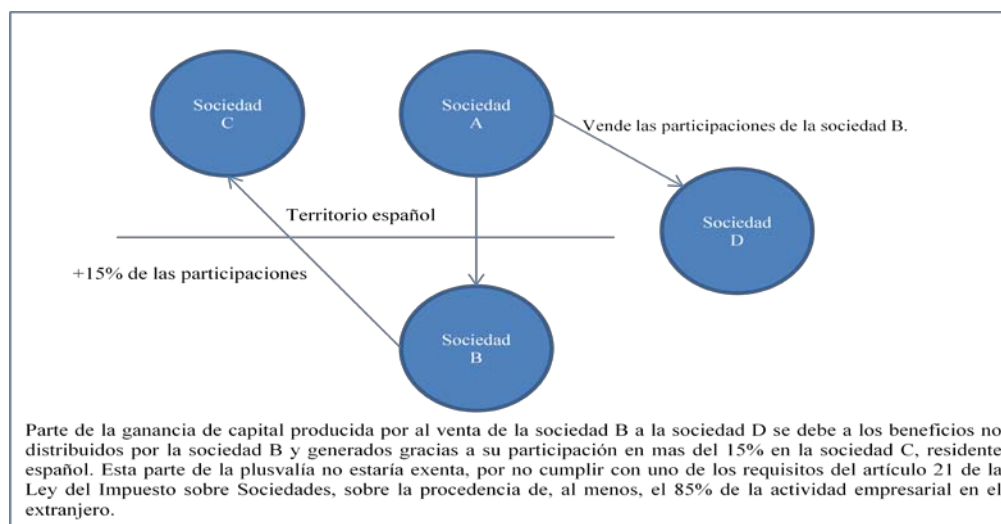 Sociedad
C
Sociedad
A
Vende las participaciones de la sociedad B.
Territorio español
Sociedad
D
+15% de las participaciones
Sociedad
B
Parte de la ganancia de capital producida por al venta de la sociedad B a la sociedad D se debe a los beneficios no
distribuidos por la sociedad B y generados gracias a su participación en mas del 15% en la sociedad C, residente
español. Esta parte de la plusvalía no estaría exenta, por no cumplir con uno de los requisitos del artículo 21 de la
Ley del Impuesto sobre Sociedades, sobre la procedencia de, al menos, el 85% de la actividad empresarial en el
extranjero.